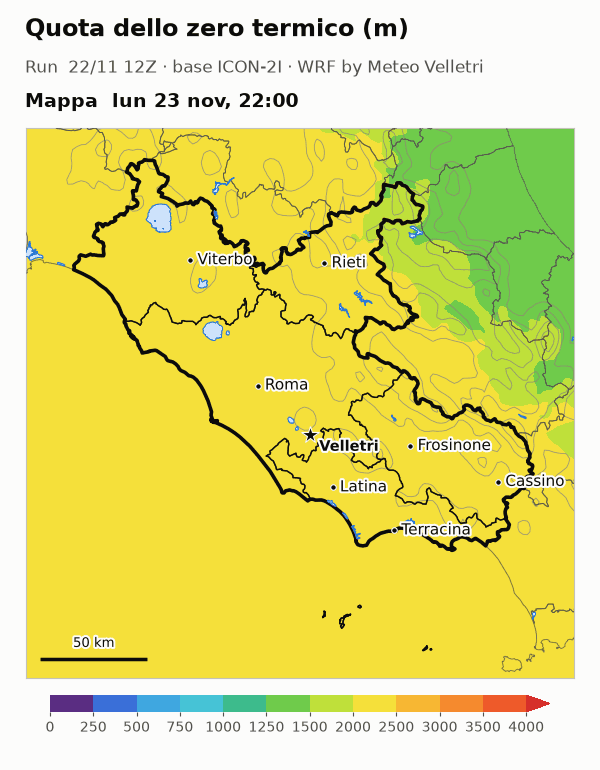 Quota dello zero termico (m)
Run  22/11 12Z · base ICON-2I · WRF by Meteo Velletri
Mappa  lun 23 nov, 22:00
Viterbo
Rieti
Roma
Velletri
Frosinone
Cassino
Latina
Terracina
50 km
0 250 500 750 1000 1250 1500 2000 2500 3000 3500 4000